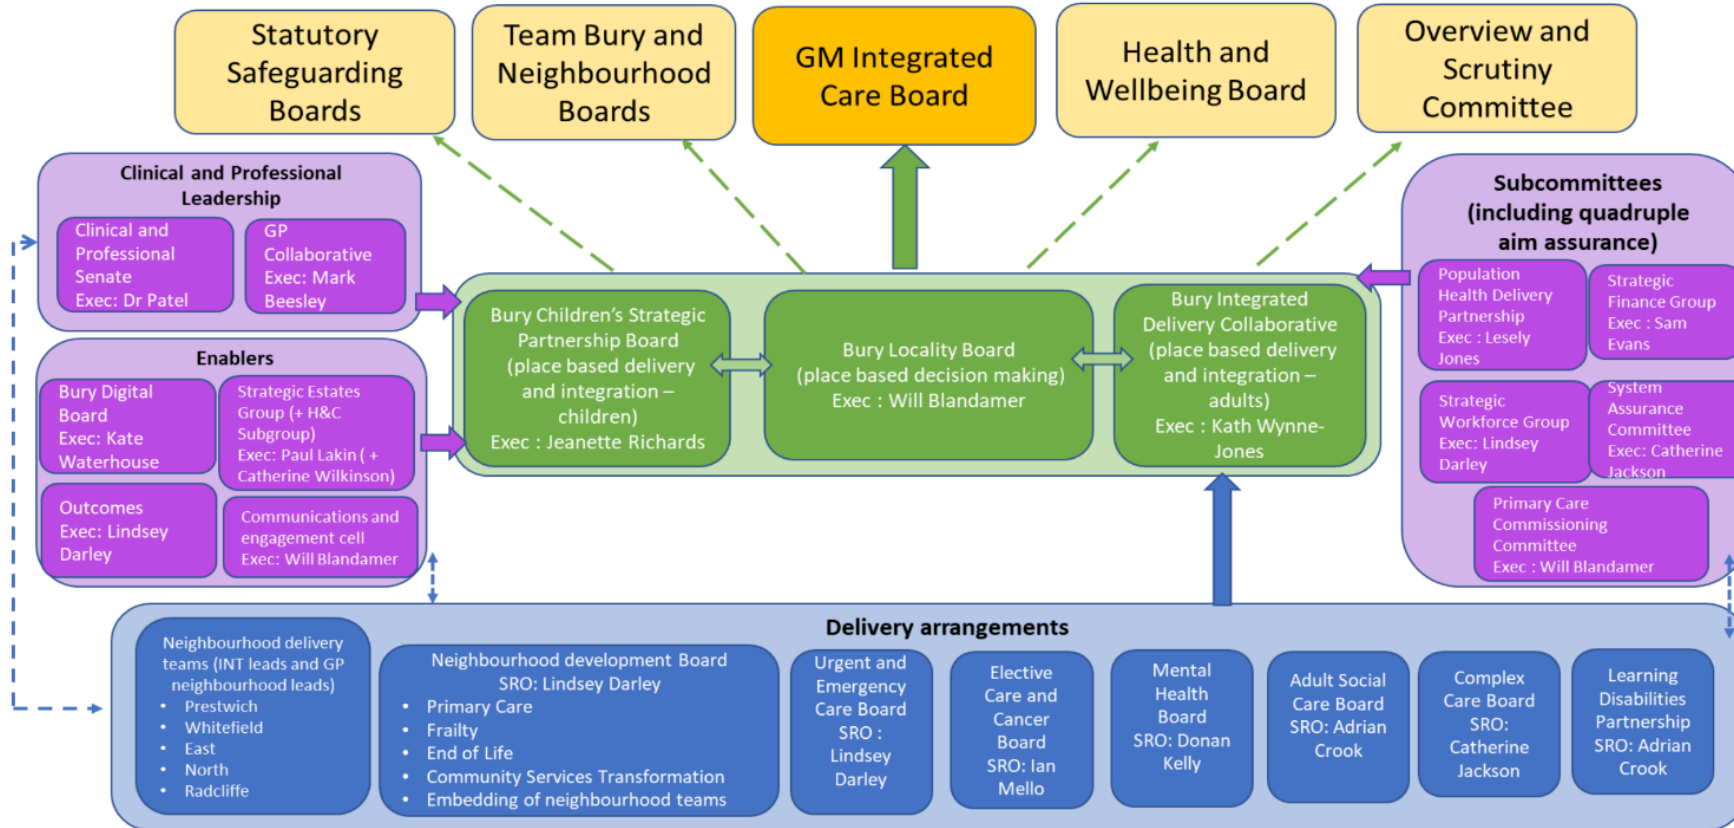 Statutory
Safeguarding
Boards
Team Bury and
Neighbourhood
Boards
GM Integrated
Care Board
Health and
Wellbeing Board
Overview and
Scrutiny
Committee
Clinical and Professional
Leadership
Clinical and
Professional
Senate
Exec: Dr Patel
GP
Collaborative
Exec: Mark
Beesley
Enablers
Bury Digital
Board
Exec: Kate
Waterhouse
Strategic Estates
Group (+ H&C
Subgroup)
Exec: Paul Lakin ( +
Catherine Wilkinson)
Outcomes
Exec: Lindsey
Darley
Communications and
engagement cell
Exec: Will Blandamer
Bury Children's Strategic
Partnership Board
(place based delivery
and integration –
children)
Exec : Jeanette Richards
Bury Locality Board
(place based decision making)
Exec : Will Blandamer
Bury Integrated
Delivery Collaborative
(place based delivery
and integration –
adults)
Exec : Kath Wynne-
Jones
Subcommittees
(including quadruple
aim assurance)
Population
Health Delivery
Partnership
Exec : Lesely
Jones
Strategic
Finance Group
Exec : Sam
Evans
Strategic
Workforce Group
Exec: Lindsey
Darley
System
Assurance
Committee
Exec: Catherine
Jackson
Primary Care
Commissioning
Committee
Exec : Will Blandamer
Delivery arrangements
Neighbourhood delivery
teams (INT leads and GP
neighbourhood leads)
• Prestwich
• Whitefield
• East
• North
• Radcliffe
Neighbourhood development Board
SRO: Lindsey Darley
• Primary Care
• Frailty
• End of Life
• Community Services Transformation
• Embedding of neighbourhood teams
Urgent and
Emergency
Care Board
SRO :
Lindsey
Darley
Elective
Care and
Cancer
Board
SRO: Ian
Mello
Mental
Health
Board
SRO: Donan
Kelly
Adult Social
Care Board
SRO: Adrian
Crook
Complex
Care Board
SRO:
Catherine
Jackson
Learning
Disabilities
Partnership
SRO: Adrian
Crook